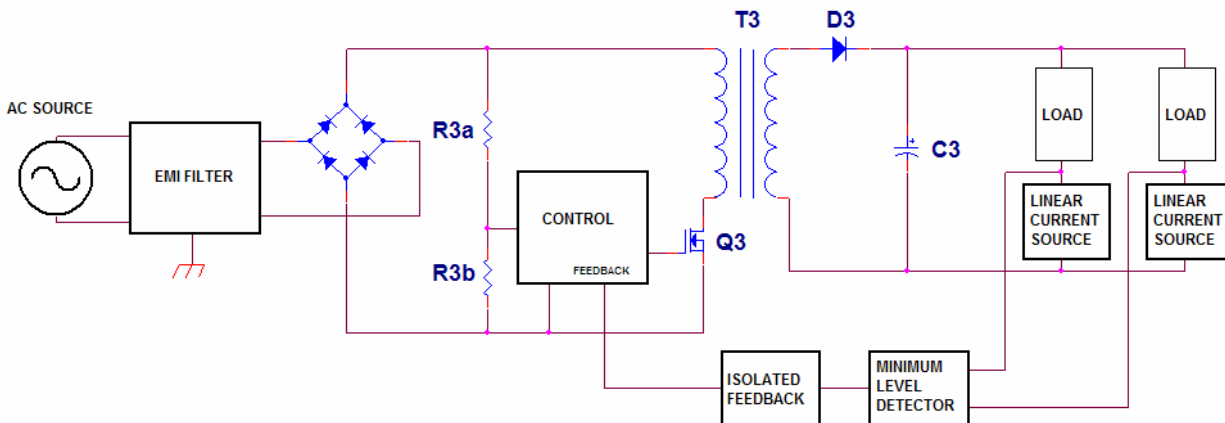 T3
D3
AC SOURCE
R3a
LOAD
LOAD
C3
EMI FILTER
CONTROL
LINEAR
CURRENT
SOURCE
LINEAR
CURRENT
SOURCE
Q3
FEEDBACK
R3b
ISOLATED
FEEDBACK
MINIMUM
LEVEL
DETECTOR